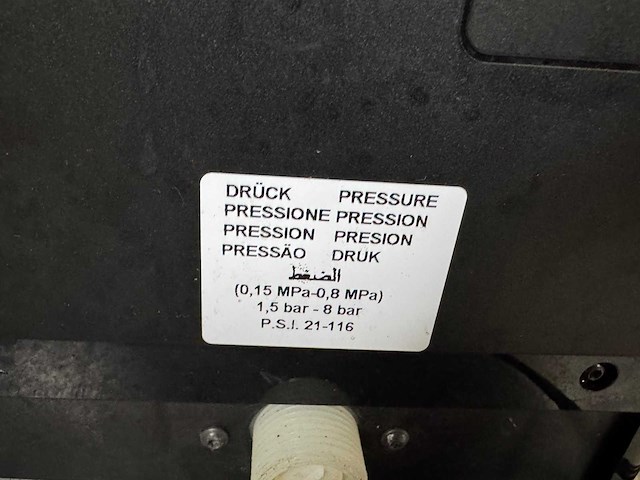 DRÜCK PRESSURE
PRESSIONE PRESSION
PRESSION PRESION
PRESSÄO DRUK
الضغط
(0,15 MPa-0,8 MPa)
1,5 bar - 8 bar
P.S.I. 21-116